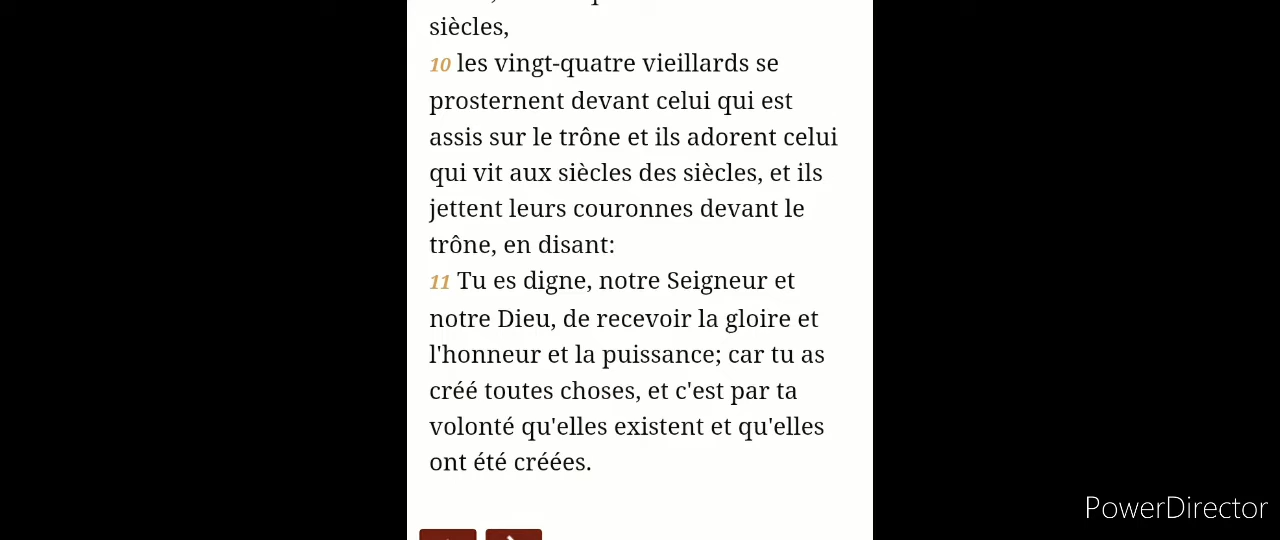 siècles,
10 les vingt-quatre vieillards se
prosternent devant celui qui est
assis sur le trône et ils adorent celui
qui vit aux siècles des siècles, et ils
jettent leurs couronnes devant le
trône, en disant:
11 Tu es digne, notre Seigneur et
notre Dieu, de recevoir la gloire et
l'honneur et la puissance; car tu as
créé toutes choses, et c'est par ta
volonté qu'elles existent et qu'elles
ont été créées.
PowerDirector